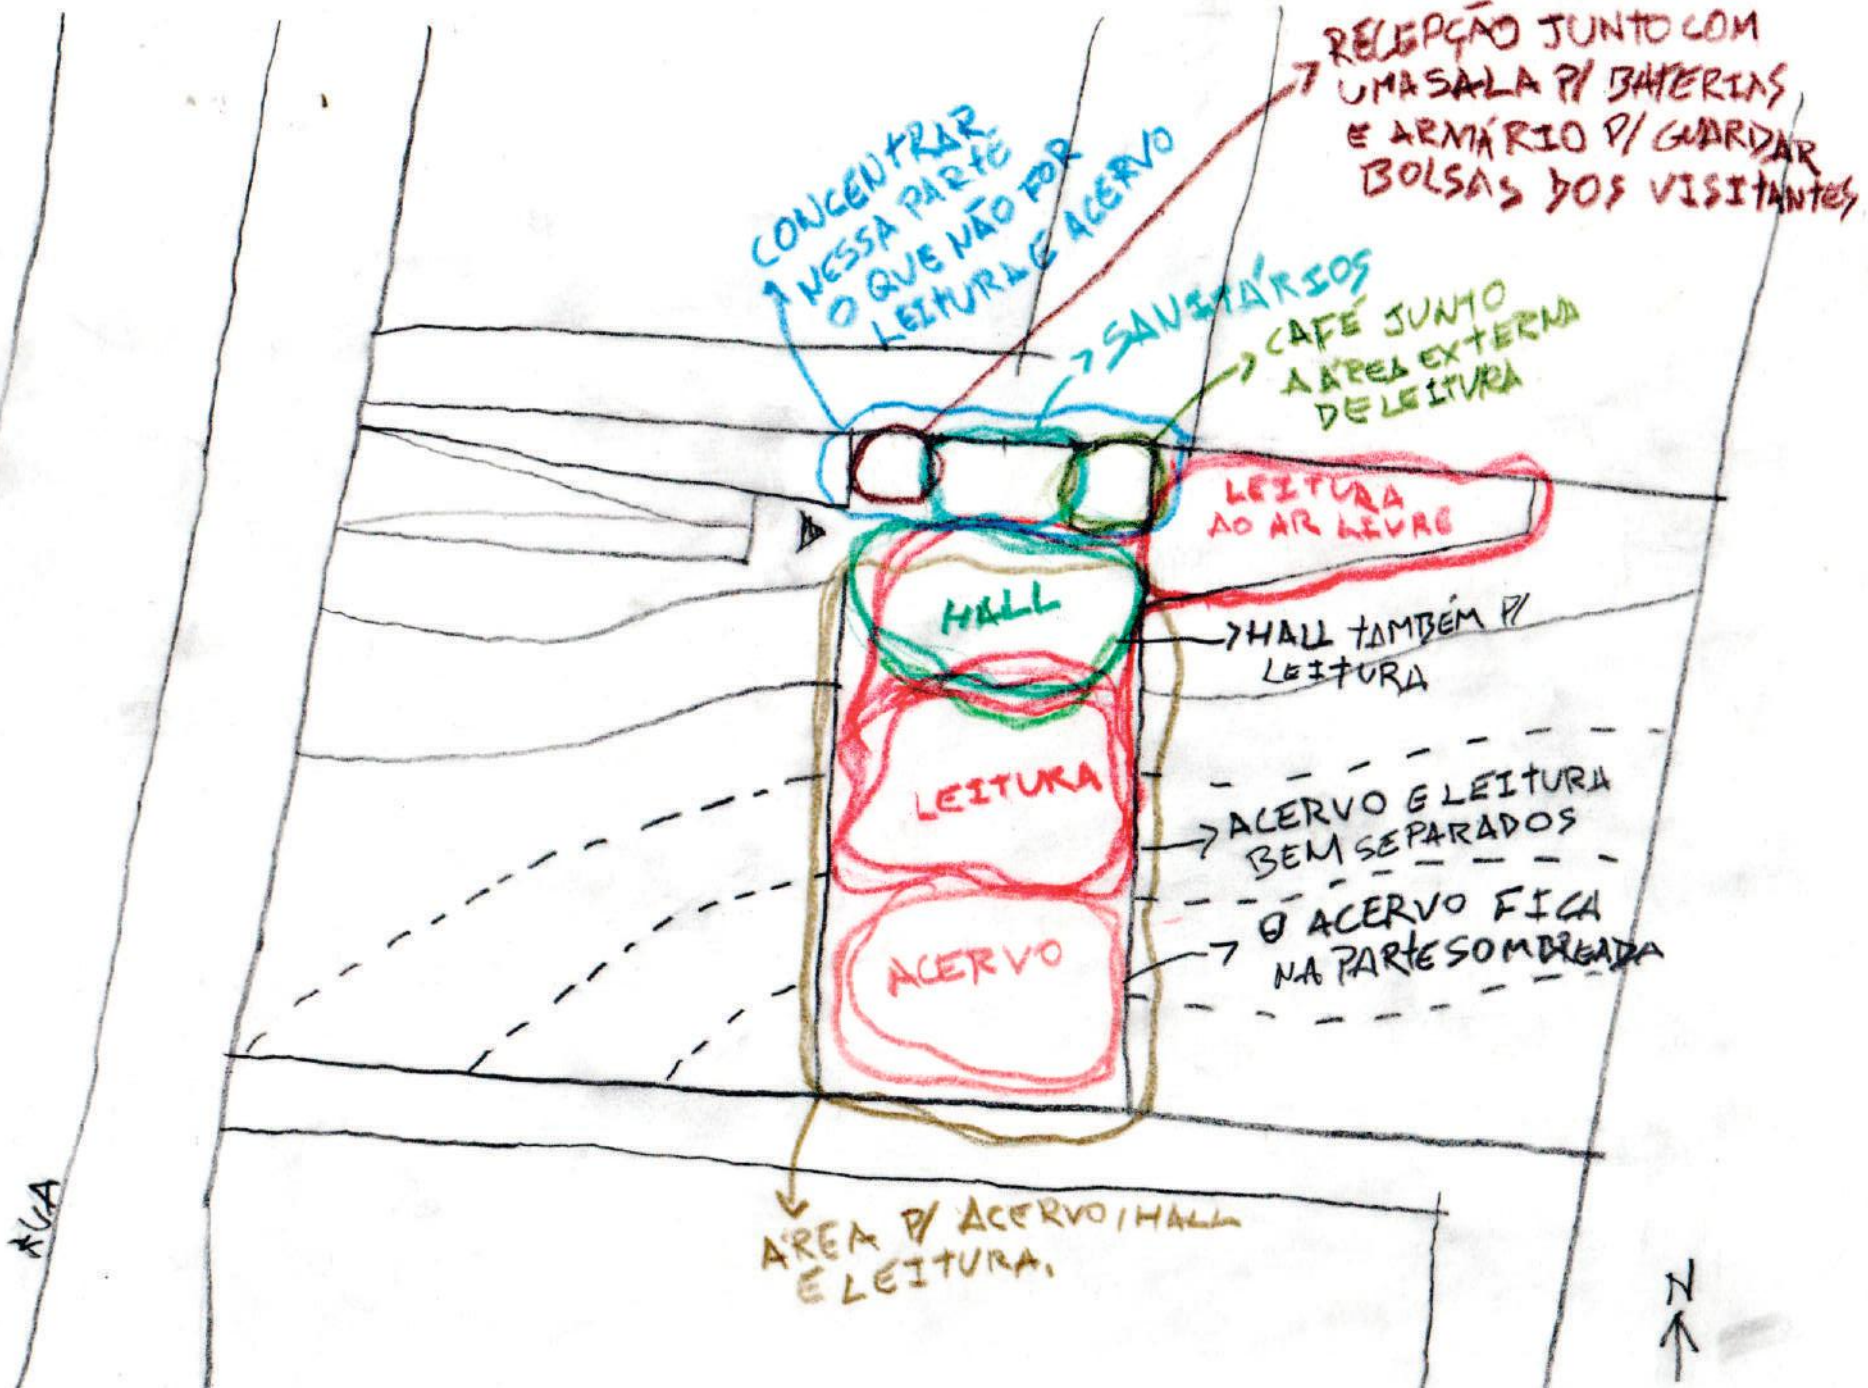 RECEPÇÃO JUNTO COM
UMA SALA P/ BATERIAS,
E ARMÁRIO P/ GUARDAR
BOLSAS DOS VISITANTES.
CONCENTRAR
NESSA PARTE
O QUE NÃO FOR
LEITURA E ACERVO
SANITÁRIOS
CAFÉ JUNTO
A ÁREA EXTERNA
DE LEITURA
LEITURA
AO AR LIVRE
HALL
HALL TAMBÉM P/
LEITURA
LEITURA
ACERVO E LEITURA
BEM SEPARADOS
O ACERVO FICA
NA PARTE SOMBREADA
ACERVO
ÁREA P/ ACERVO, HALL
E LEITURA.
RUA
N